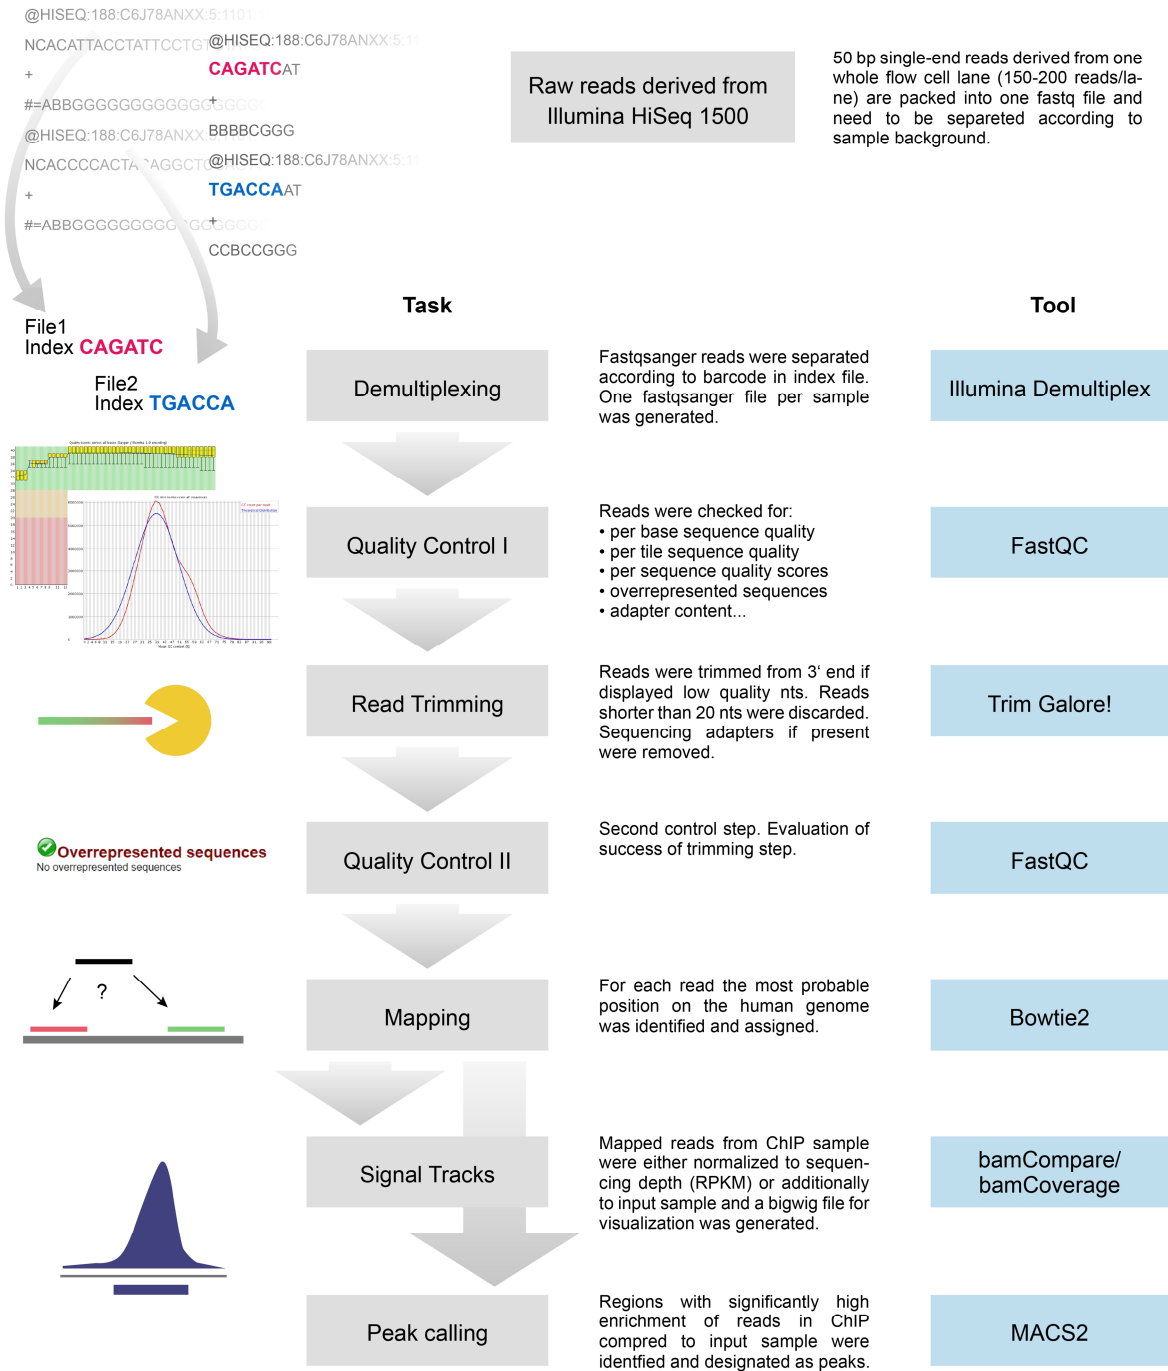 @HISEQ:188:C6J78ANXX:5:1101:
NCACATTACCTATTCCTGT
+
#=ABBGGGGGGGGGGGGGGGGG
@HISEQ:188:C6J78ANXX:5:1
NCACCCCACTACAGGCTC
+
#=ABBGGGGGGGGGGGGGGGGG
@HISEQ:188:C6J78ANXX:5:1
CAGATCAT
+
BBBBCGGG
@HISEQ:188:C6J78ANXX:5:1
TGACCAAT
+
CCBCCGGG
Raw reads derived from
Illumina HiSeq 1500
50 bp single-end reads derived from one
whole flow cell lane (150-200 reads/la-
ne) are packed into one fastq file and
need to be separeted according to
sample background.
File1
Index CAGATC
File2
Index TGACCA
Task
Tool
Demultiplexing
Fastqsanger reads were separated
according to barcode in index file.
One fastqsanger file per sample
was generated.
Illumina Demultiplex
Quality Control I
Reads were checked for:
• per base sequence quality
• per tile sequence quality
• per sequence quality scores
• overrepresented sequences
• adapter content...
FastQC
Read Trimming
Reads were trimmed from 3‘ end if
displayed low quality nts. Reads
shorter than 20 nts were discarded.
Sequencing adapters if present
were removed.
Trim Galore!
Overrepresented sequences
No overrepresented sequences
Quality Control II
Second control step. Evaluation of
success of trimming step.
FastQC
?
Mapping
For each read the most probable
position on the human genome
was identified and assigned.
Bowtie2
Signal Tracks
Mapped reads from ChIP sample
were either normalized to sequen-
cing depth (RPKM) or additionally
to input sample and a bigwig file for
visualization was generated.
bamCompare/
bamCoverage
Peak calling
Regions with significantly high
enrichment of reads in ChIP
compred to input sample were
identfied and designated as peaks.
MACS2